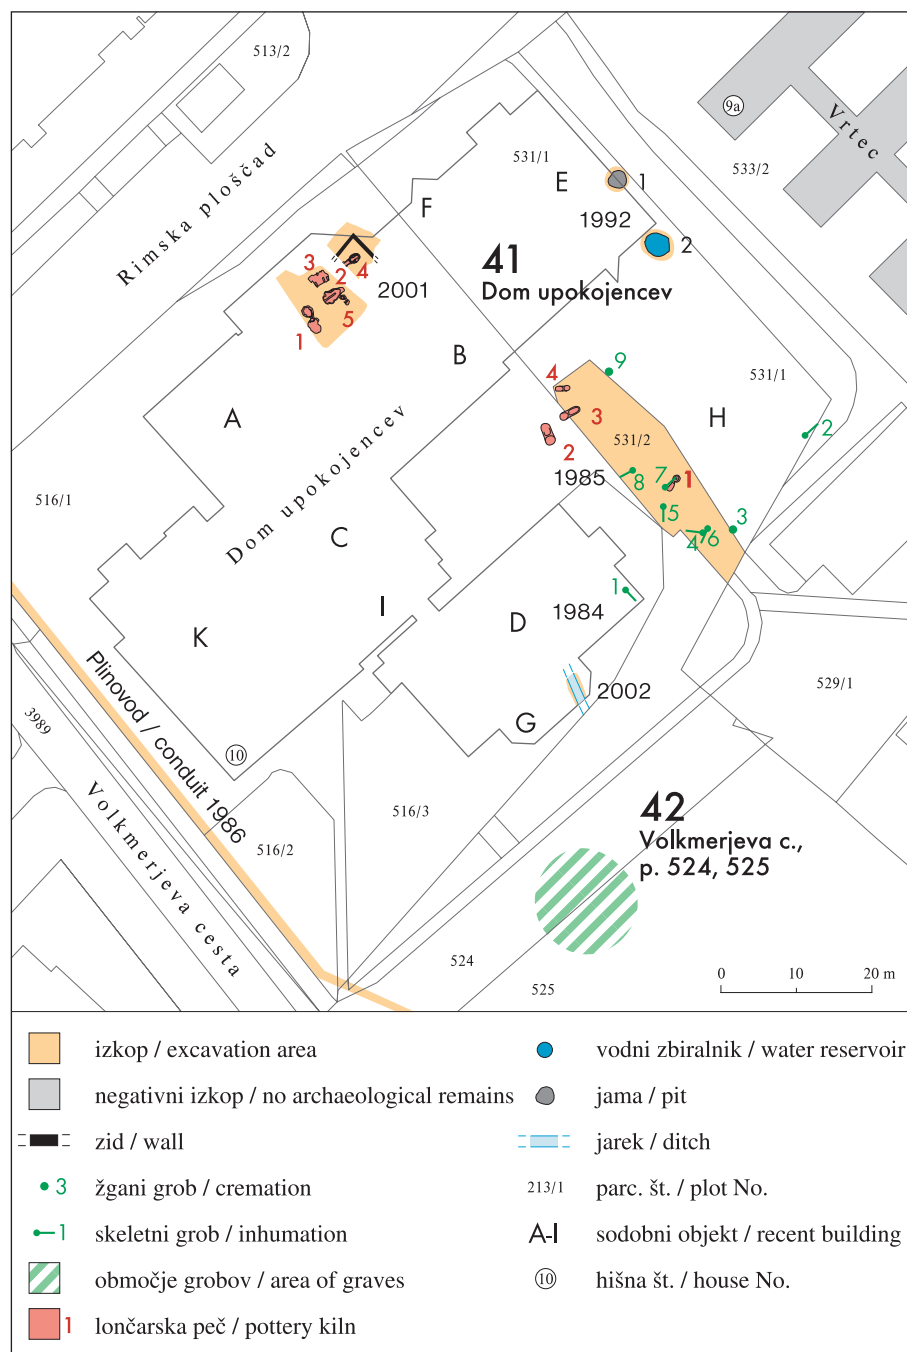 513/2
9a
Vrtec
Rimska ploščad
531/1
533/2
E
1
F
1992
2
41
Dom upokojencev
3
2
4
2001
5
1
B
A
9
531/1
4
H
3
2
531/2
2
Dom upokojencev
516/1
1985
8
7
1
5
3
C
4
6
1
I
D
1984
K
Plinovod / conduit 1986
529/1
2002
3989
G
10
42
Volkmerjeva c.,
p. 524, 525
516/3
516/2
Volkmerjeva cesta
524
525
0 10 20 m
izkop / excavation area
negativni izkop / no archaeological remains
zid / wall
3 žgani grob / cremation
1 skeletni grob / inhumation
območje grobov / area of graves
1 lončarska peč / pottery kiln
vodni zbiralnik / water reservoir
jama / pit
jarek / ditch
213/1 parc. št. / plot No.
A-I sodobni objekt / recent building
10 hišna št. / house No.